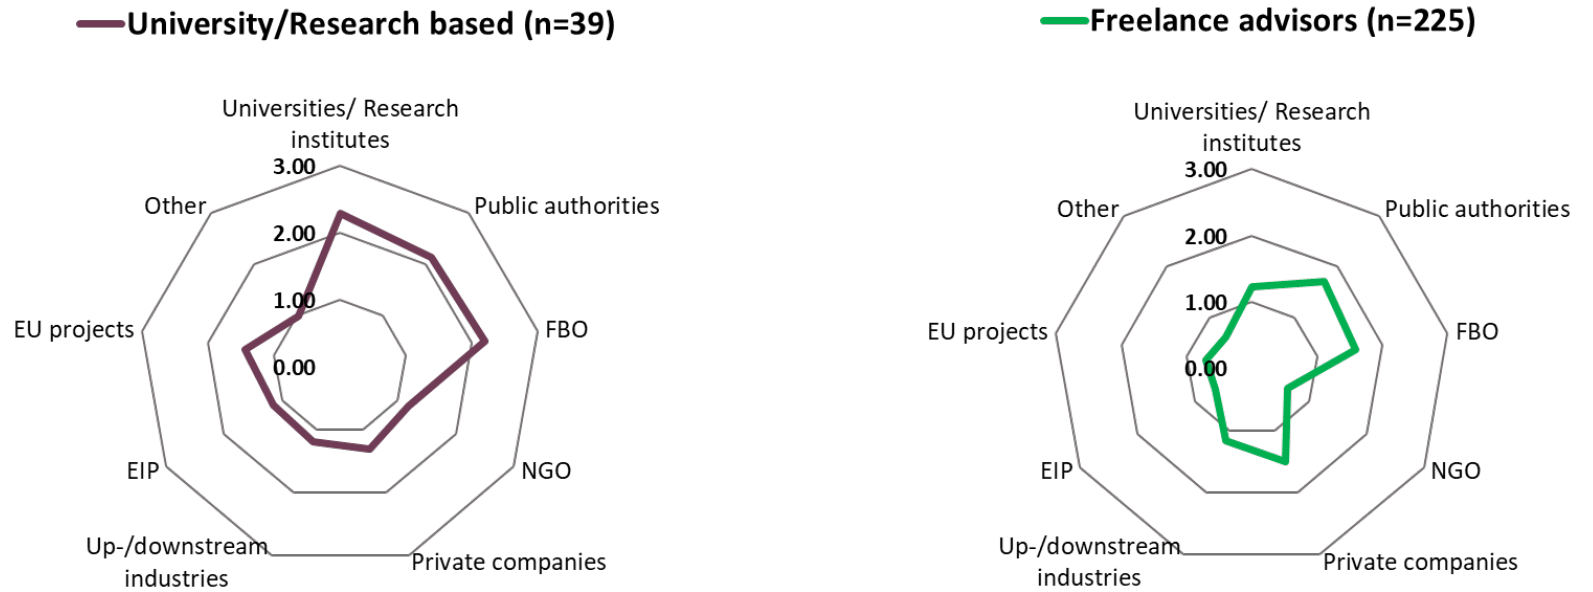 University/Research based (n=39)
Universities/ Research
institutes
3.00
Other
Public authorities
2.00
1.00
EU projects
FBO
0.00
EIP
NGO
Up-/downstream
industries
Private companies
Freelance advisors (n=225)
Universities/ Research
institutes
3.00
Other
Public authorities
2.00
1.00
EU projects
FBO
0.00
EIP
NGO
Up-/downstream
industries
Private companies